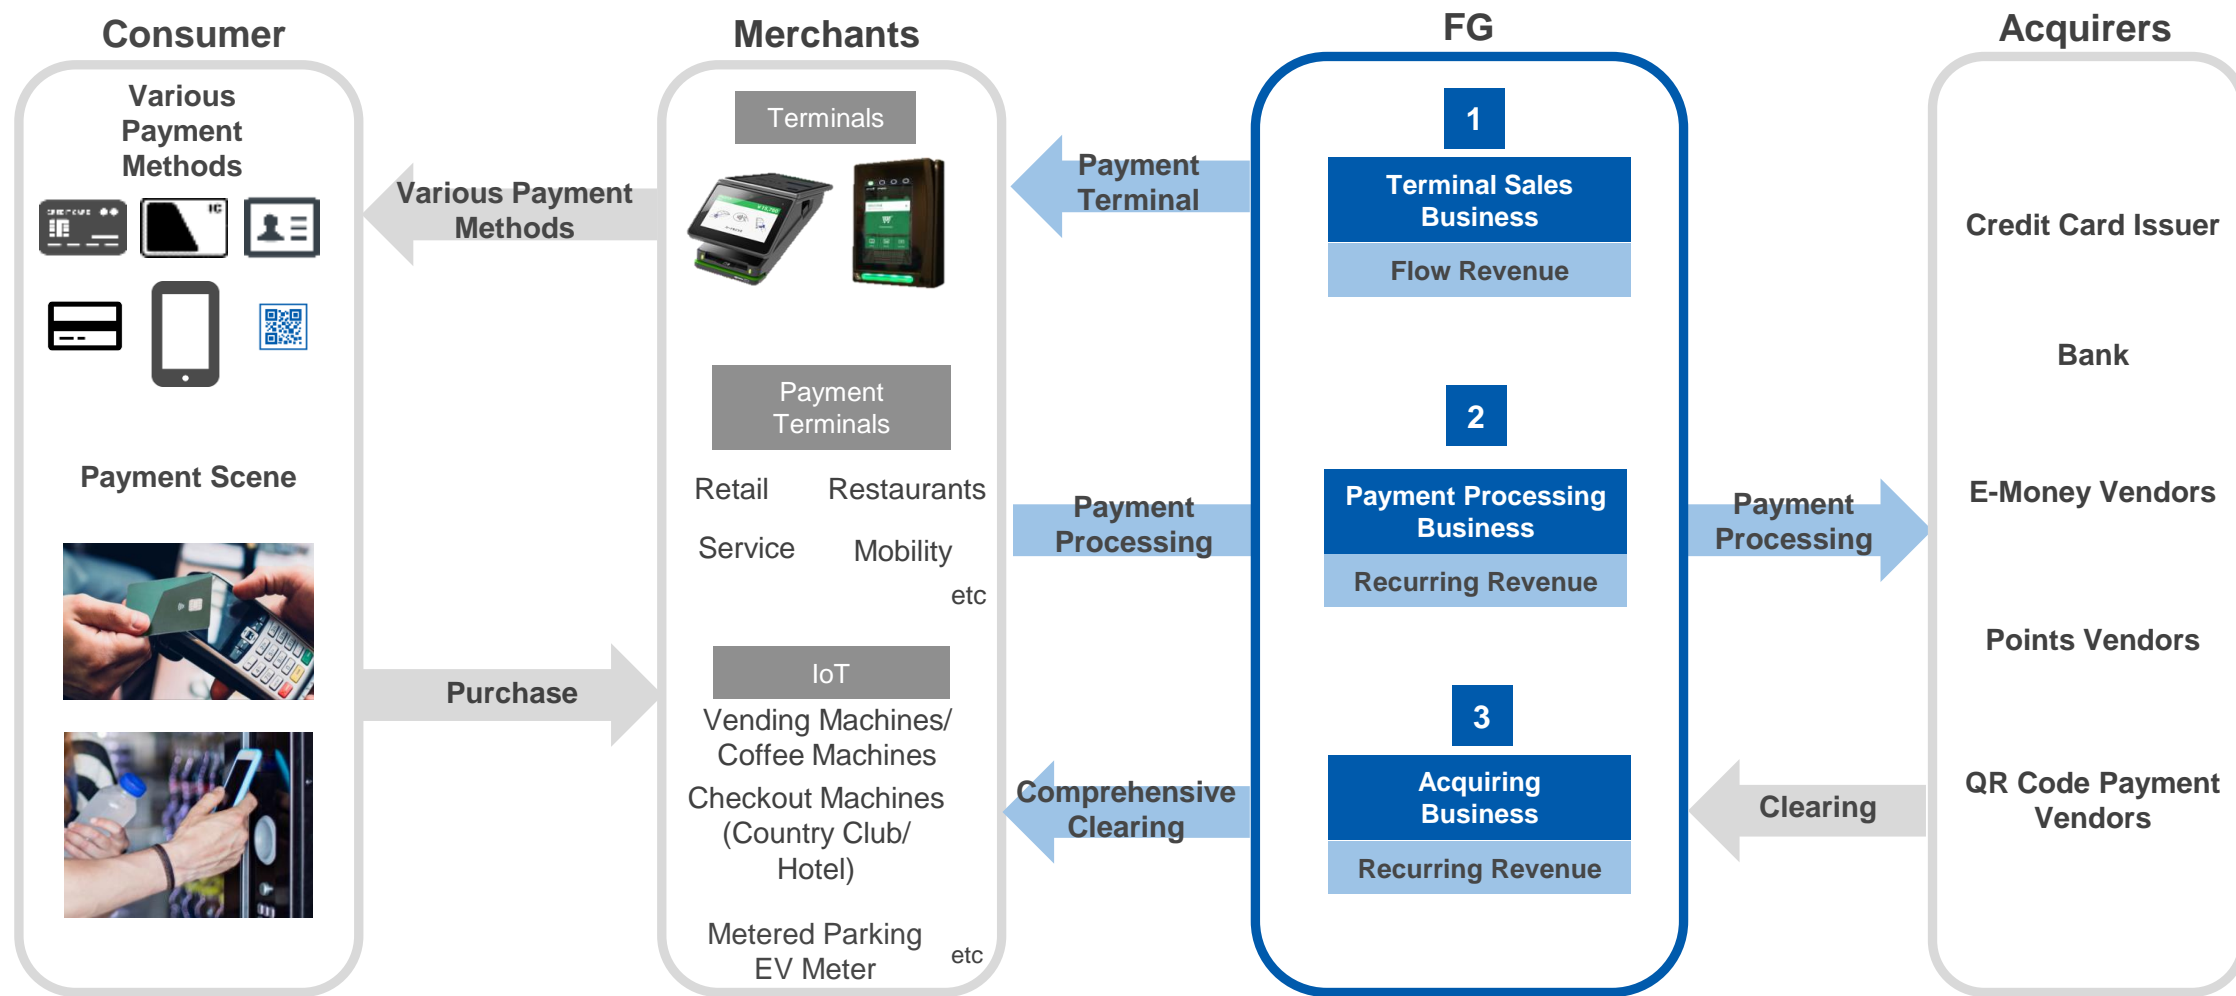 Consumer
Various
Payment
Methods
IC
Payment Scene
Various Payment
Methods
Purchase
Merchants
Terminals
Payment
Terminals
Retail
Restaurants
Service
Mobility
etc
IoT
Vending Machines/
Coffee Machines
Checkout Machines
(Country Club/
Hotel)
Metered Parking
EV Meter
etc
Payment
Terminal
Payment
Processing
Comprehensive
Clearing
FG
1
Terminal Sales
Business
Flow Revenue
2
Payment Processing
Business
Recurring Revenue
3
Acquiring
Business
Recurring Revenue
Payment
Processing
Clearing
Acquirers
Credit Card Issuer
Bank
E-Money Vendors
Points Vendors
QR Code Payment
Vendors